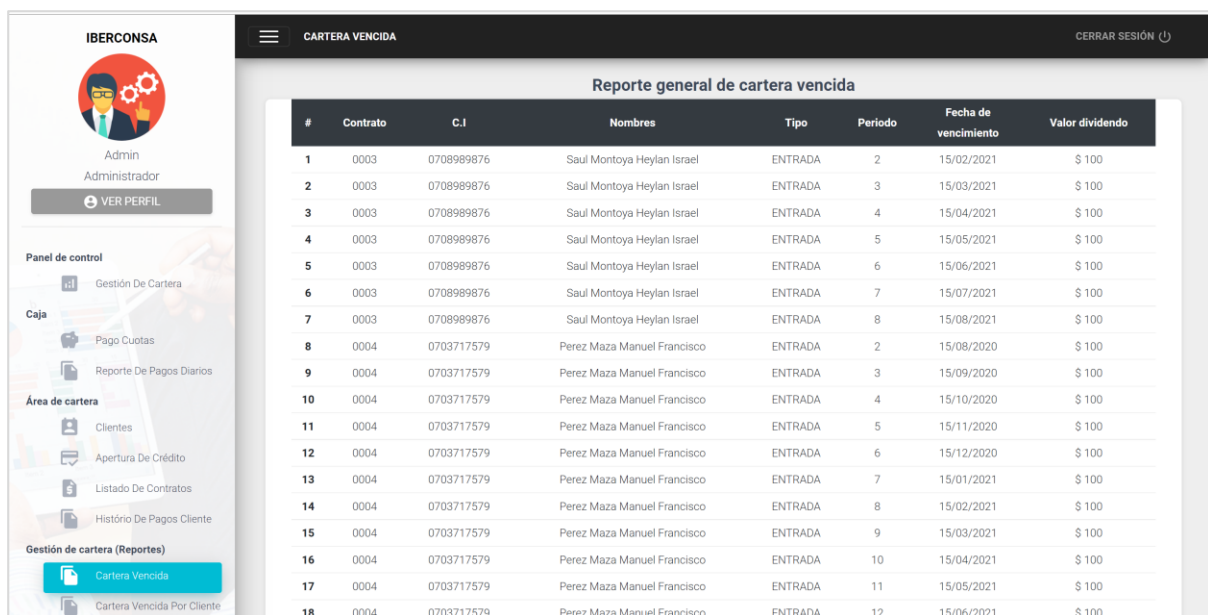 IBERCONSA
Admin
Administrador
VER PERFIL
Panel de control
Gestión De Cartera
Caja
Pago Cuotas
Reporte De Pagos Diarios
Área de cartera
Clientes
Apertura De Crédito
Listado De Contratos
Histório De Pagos Cliente
Gestión de cartera (Reportes)
Cartera Vencida
Cartera Vencida Por Cliente
CARTERA VENCIDA CERRAR SESIÓN
Reporte general de cartera vencida
# Contrato C.I Nombres Tipo Periodo Fecha de vencimiento Valor dividendo
1 0003 0708989876 Saul Montoya Heylan Israel ENTRADA 2 15/02/2021 $ 100
2 0003 0708989876 Saul Montoya Heylan Israel ENTRADA 3 15/03/2021 $ 100
3 0003 0708989876 Saul Montoya Heylan Israel ENTRADA 4 15/04/2021 $ 100
4 0003 0708989876 Saul Montoya Heylan Israel ENTRADA 5 15/05/2021 $ 100
5 0003 0708989876 Saul Montoya Heylan Israel ENTRADA 6 15/06/2021 $ 100
6 0003 0708989876 Saul Montoya Heylan Israel ENTRADA 7 15/07/2021 $ 100
7 0003 0708989876 Saul Montoya Heylan Israel ENTRADA 8 15/08/2021 $ 100
8 0004 0703717579 Perez Maza Manuel Francisco ENTRADA 2 15/08/2020 $ 100
9 0004 0703717579 Perez Maza Manuel Francisco ENTRADA 3 15/09/2020 $ 100
10 0004 0703717579 Perez Maza Manuel Francisco ENTRADA 4 15/10/2020 $ 100
11 0004 0703717579 Perez Maza Manuel Francisco ENTRADA 5 15/11/2020 $ 100
12 0004 0703717579 Perez Maza Manuel Francisco ENTRADA 6 15/12/2020 $ 100
13 0004 0703717579 Perez Maza Manuel Francisco ENTRADA 7 15/01/2021 $ 100
14 0004 0703717579 Perez Maza Manuel Francisco ENTRADA 8 15/02/2021 $ 100
15 0004 0703717579 Perez Maza Manuel Francisco ENTRADA 9 15/03/2021 $ 100
16 0004 0703717579 Perez Maza Manuel Francisco ENTRADA 10 15/04/2021 $ 100
17 0004 0703717579 Perez Maza Manuel Francisco ENTRADA 11 15/05/2021 $ 100
18 0004 0703717579 Perez Maza Manuel Francisco ENTRADA 12 15/06/2021 $ 100